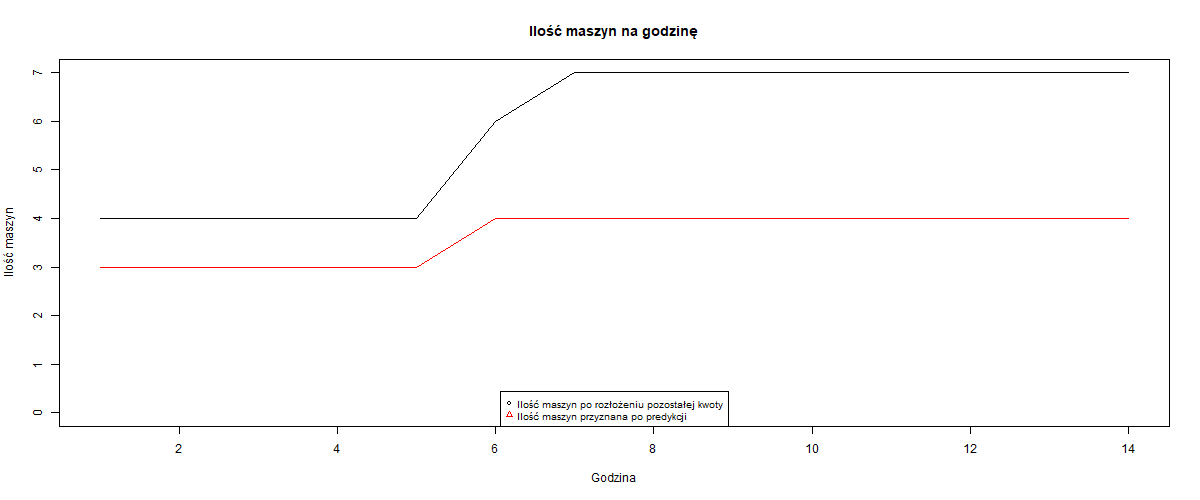 Ilość maszyn na godzinę
Ilość maszyn
7
6
5
4
3
2
1
0
Ilość maszyn po rozłożeniu pozostałej kwoty
Ilość maszyn przyznana po predykcji
2 4 6 8 10 12 14
Godzina